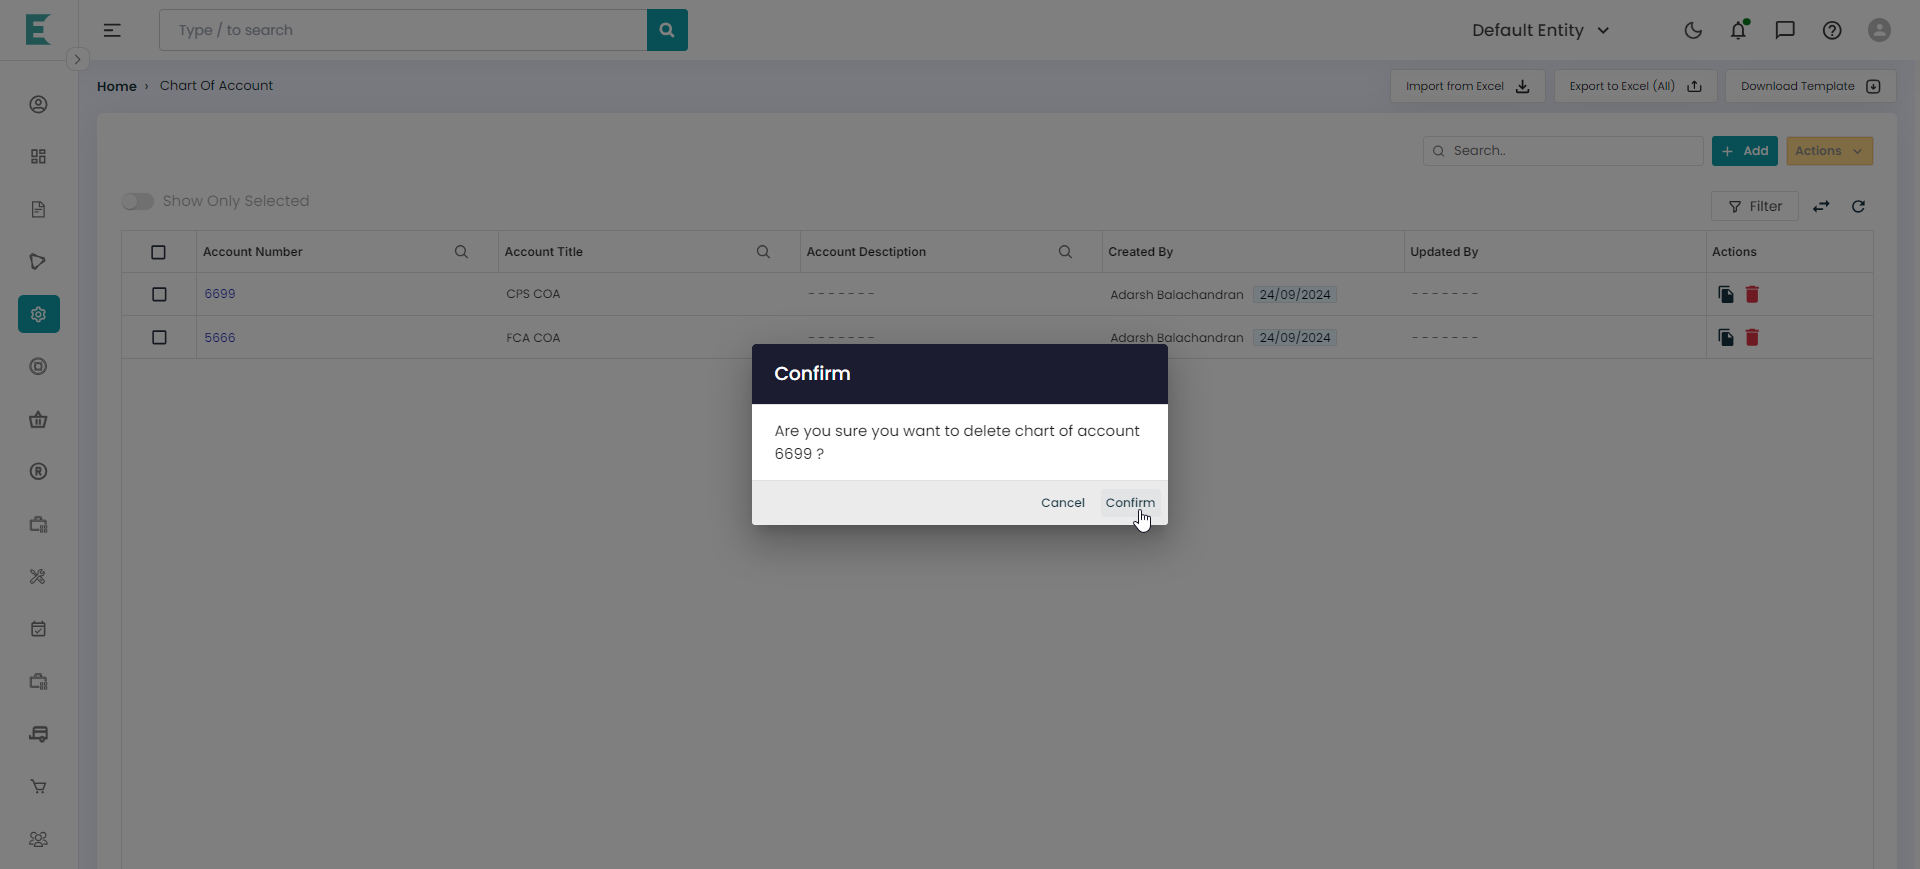 E
Type / to search
Default Entity
Home › Chart Of Account
Import from Excel
Export to Excel (All)
Download Template
Search..
+ Add
Actions
Show Only Selected
Filter
Account Number
Account Title
Account Desctiption
Created By
Updated By
Actions
6699
CPS COA
- - - - - - -
Adarsh Balachandran
24/09/2024
- - - - - - -
5666
FCA COA
- - - - - - -
Adarsh Balachandran
24/09/2024
- - - - - - -
Confirm
Are you sure you want to delete chart of account
6699 ?
Cancel
Confirm